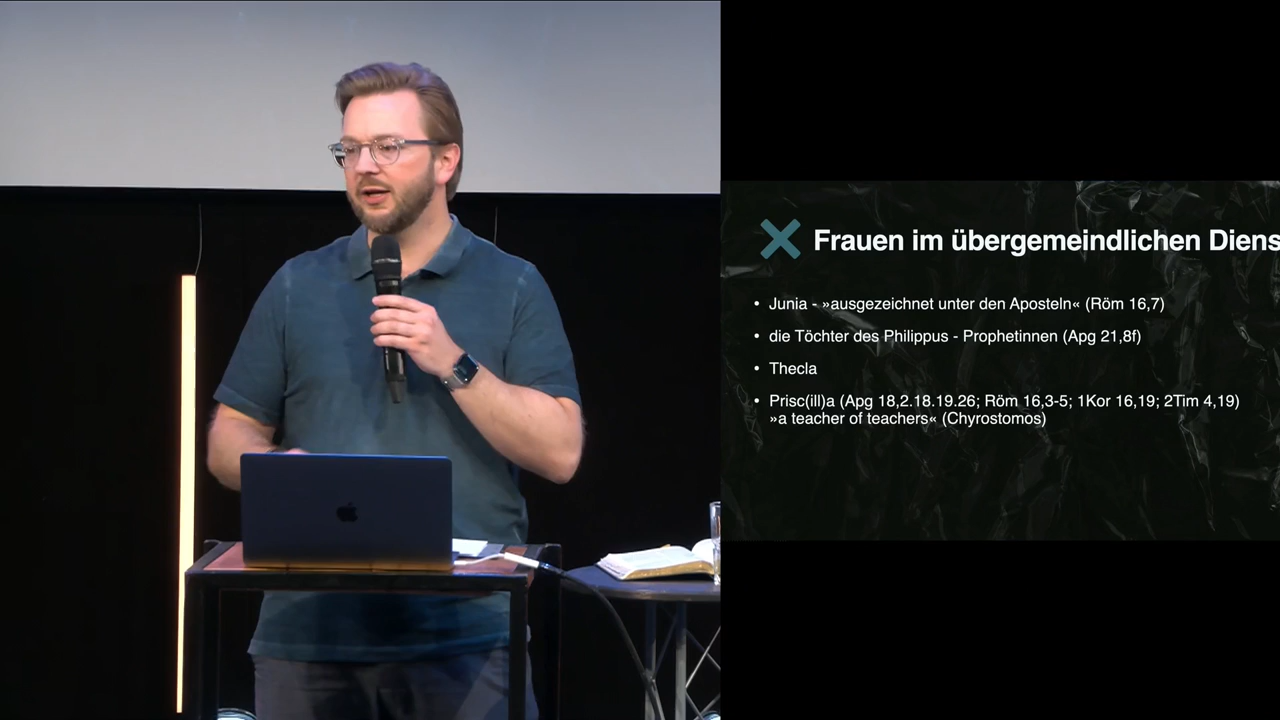 Frauen im übergemeindlichen Diens
• Junia - »ausgezeichnet unter den Aposteln« (Röm 16,7)
• die Töchter des Philippus - Prophetinnen (Apg 21,8f)
• Thecla
• Prisc(ill)a (Apg 18,2.18.19.26; Röm 16,3-5; 1Kor 16,19; 2Tim 4,19)
»a teacher of teachers« (Chyrostomos)